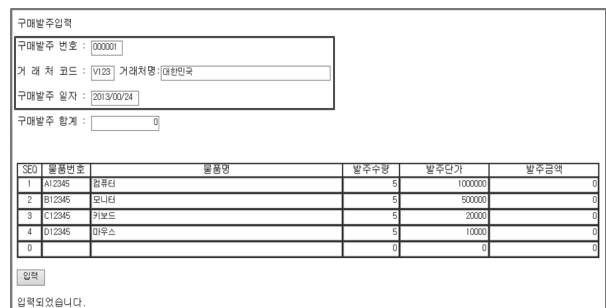 구매발주입력
구매발주 번호 : 000001
거 래 처 코드 : V123 거래처명: 대한민국
구매발주 일자 : 2013/00/24
구매발주 합계 : 0
SEQ 물품번호 물품명 발주수량 발주단가 발주금액
1 A12345 컴퓨터 5 1000000 0
2 B12345 모니터 5 500000 0
3 C12345 키보드 5 20000 0
4 D12345 마우스 5 10000 0
0 0 0 0
입력
입력되었습니다.